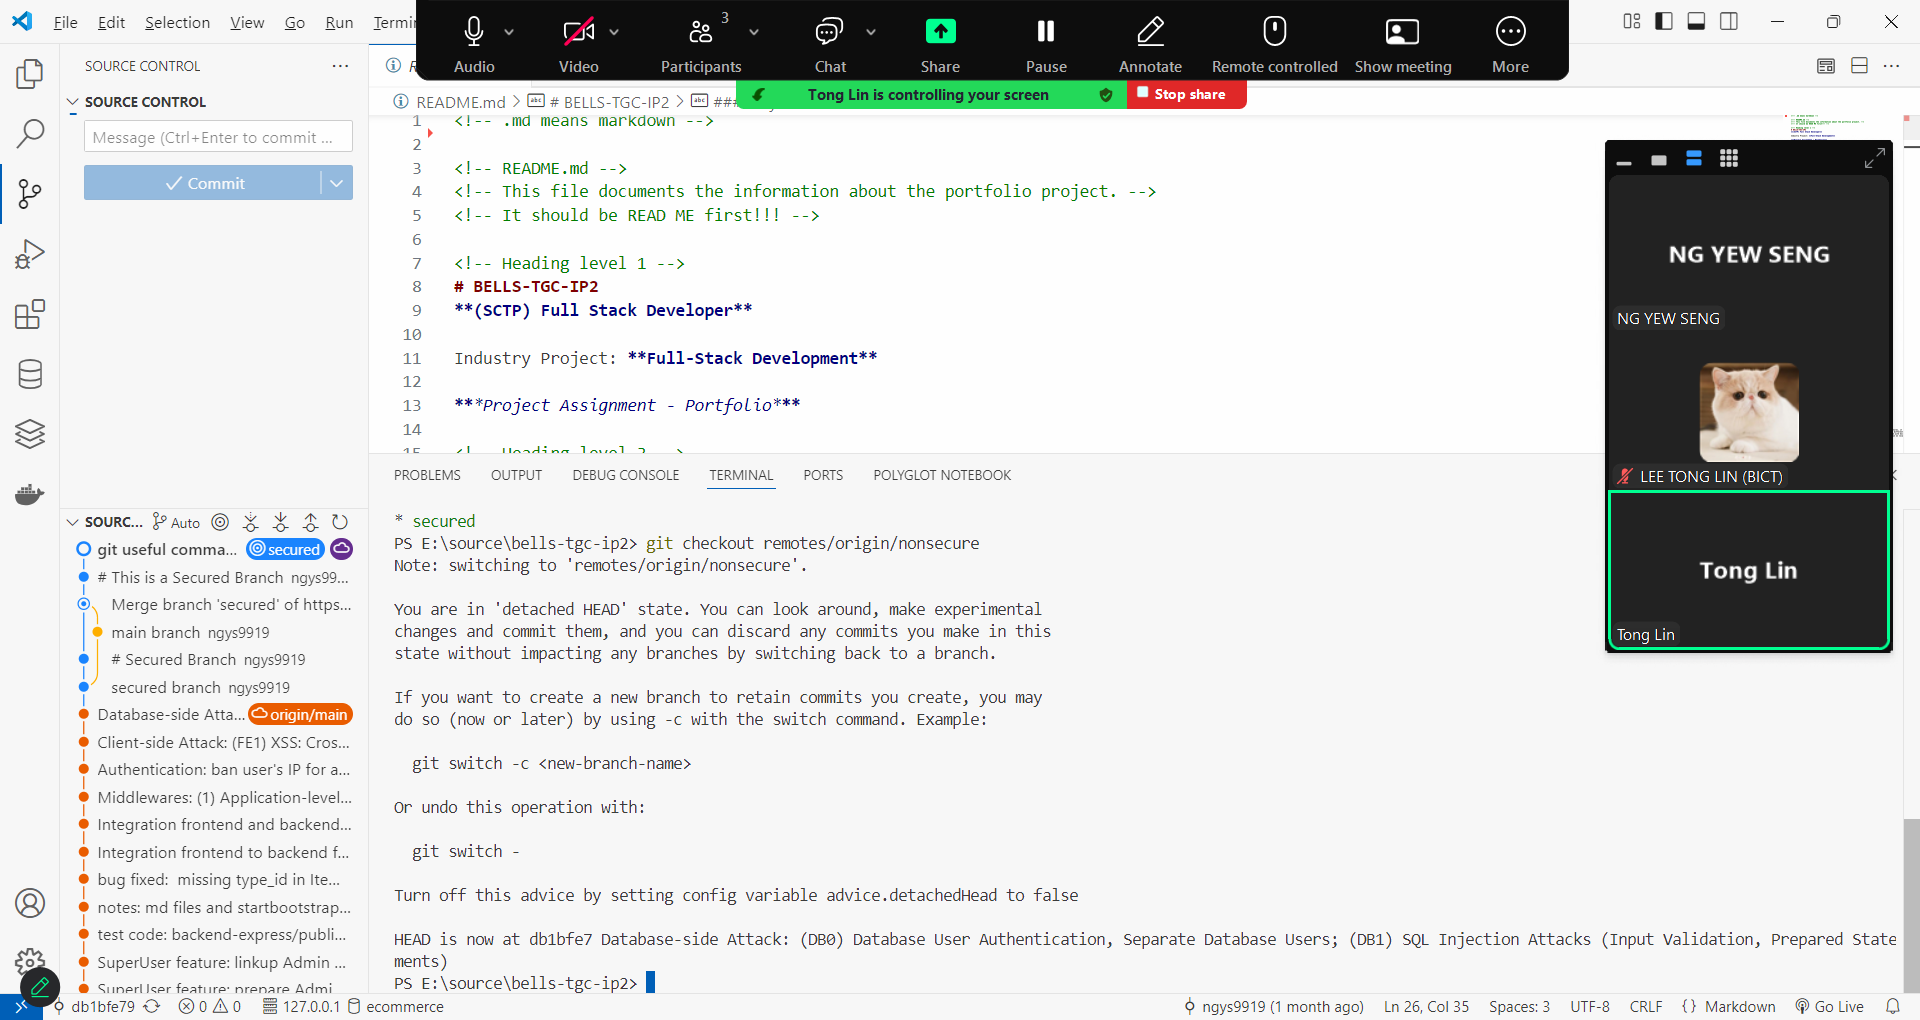 File Edit Selection View Go Run Termin
Audio Video Participants 3 Chat Share Pause Annotate Remote controlled Show meeting More
Tong Lin is controlling your screen
Stop share
SOURCE CONTROL
SOURCE CONTROL
Message (Ctrl+Enter to commit ...
Commit
README.md > # BELLS-TGC-IP2 > ###
1 <!-- .md means markdown -->
2
3 <!-- README.md -->
4 <!-- This file documents the information about the portfolio project. -->
5 <!-- It should be READ ME first!!! -->
6
7 <!-- Heading level 1 -->
8 # BELLS-TGC-IP2
9 **(SCTP) Full Stack Developer**
10
11 Industry Project: **Full-Stack Development**
12
13 ***Project Assignment - Portfolio***
14
15 <!-- Heading level 2 -->
NG YEW SENG
NG YEW SENG
LEE TONG LIN (BICT)
Tong Lin
Tong Lin
PROBLEMS OUTPUT DEBUG CONSOLE TERMINAL PORTS POLYGLOT NOTEBOOK
* secured
PS E:\source\bells-tgc-ip2> git checkout remotes/origin/nonsecure
Note: switching to 'remotes/origin/nonsecure'.
You are in 'detached HEAD' state. You can look around, make experimental
changes and commit them, and you can discard any commits you make in this
state without impacting any branches by switching back to a branch.
If you want to create a new branch to retain commits you create, you may
do so (now or later) by using -c with the switch command. Example:
git switch -c <new-branch-name>
Or undo this operation with:
git switch -
Turn off this advice by setting config variable advice.detachedHead to false
HEAD is now at db1bfe7 Database-side Attack: (DB0) Database User Authentication, Separate Database Users; (DB1) SQL Injection Attacks (Input Validation, Prepared State
ments)
PS E:\source\bells-tgc-ip2>
SOURC... Auto
git useful comma... secured
# This is a Secured Branch ngys99...
Merge branch 'secured' of https...
main branch ngys9919
# Secured Branch ngys9919
secured branch ngys9919
Database-side Atta... origin/main
Client-side Attack: (FE1) XSS: Cros...
Authentication: ban user's IP for a...
Middlewares: (1) Application-level...
Integration frontend and backend...
Integration frontend to backend f...
bug fixed: missing type_id in Ite...
notes: md files and startbootstrap...
test code: backend-express/publi...
SuperUser feature: linkup Admin ...
SuperUser feature: prepare Admi
db1bfe79 0 0 127.0.0.1 ecommerce
ngys9919 (1 month ago) Ln 26, Col 35 Spaces: 3 UTF-8 CRLF {} Markdown Go Live